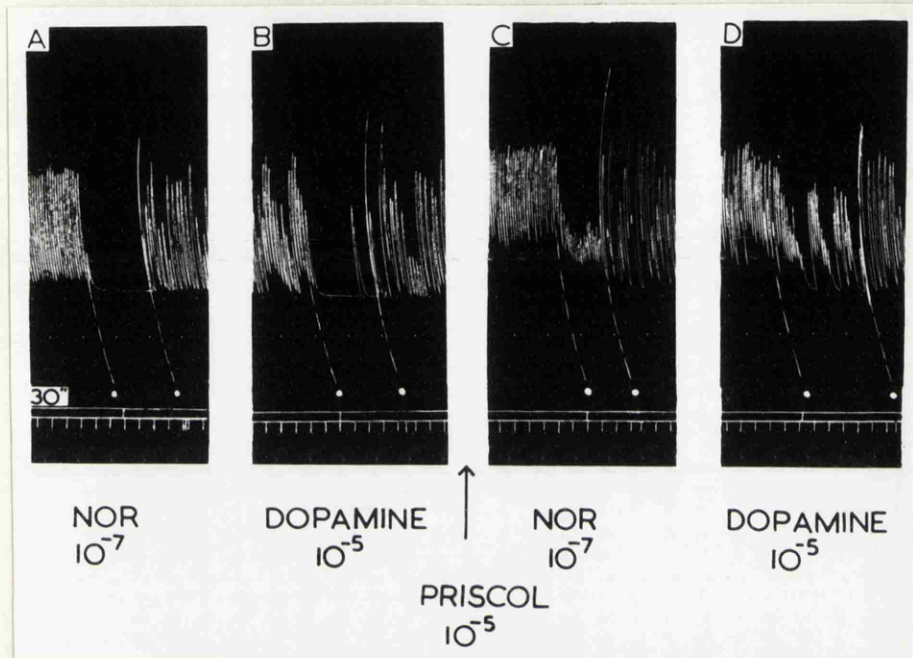 A
B
C
D
30"
NOR
10-7
DOPAMINE
10-5
NOR
10-7
DOPAMINE
10-5
PRISCOL
10-5